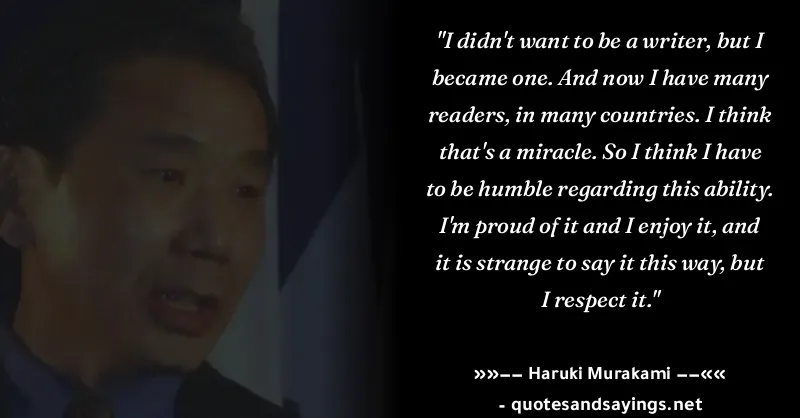 "I didn't want to be a writer, but I
became one. And now I have many
readers, in many countries. I think
that's a miracle. So I think I have
to be humble regarding this ability.
I'm proud of it and I enjoy it, and
it is strange to say it this way, but
I respect it."
»»—— Haruki Murakami ——««
- quotesandsayings.net